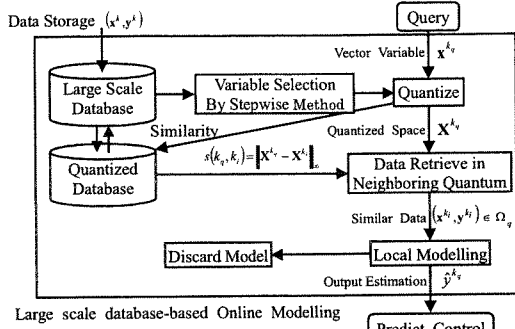 Data Storage (x^k, y^k)
Query
Vector Variable x^{k_q}
Large Scale
Database
Variable Selection
By Stepwise Method
Quantize
Similarity
Quantized Space X^{k_q}
s(k_q, k_i) = ‖X^{k_q} − X^{k_i}‖_∞
Quantized
Database
Data Retrieve in
Neighboring Quantum
Similar Data (x^{k_i}, y^{k_i}) ∈ Ω_q
Discard Model
Local Modelling
Output Estimation ŷ^{k_q}
Large scale database-based Online Modelling
Predict Control